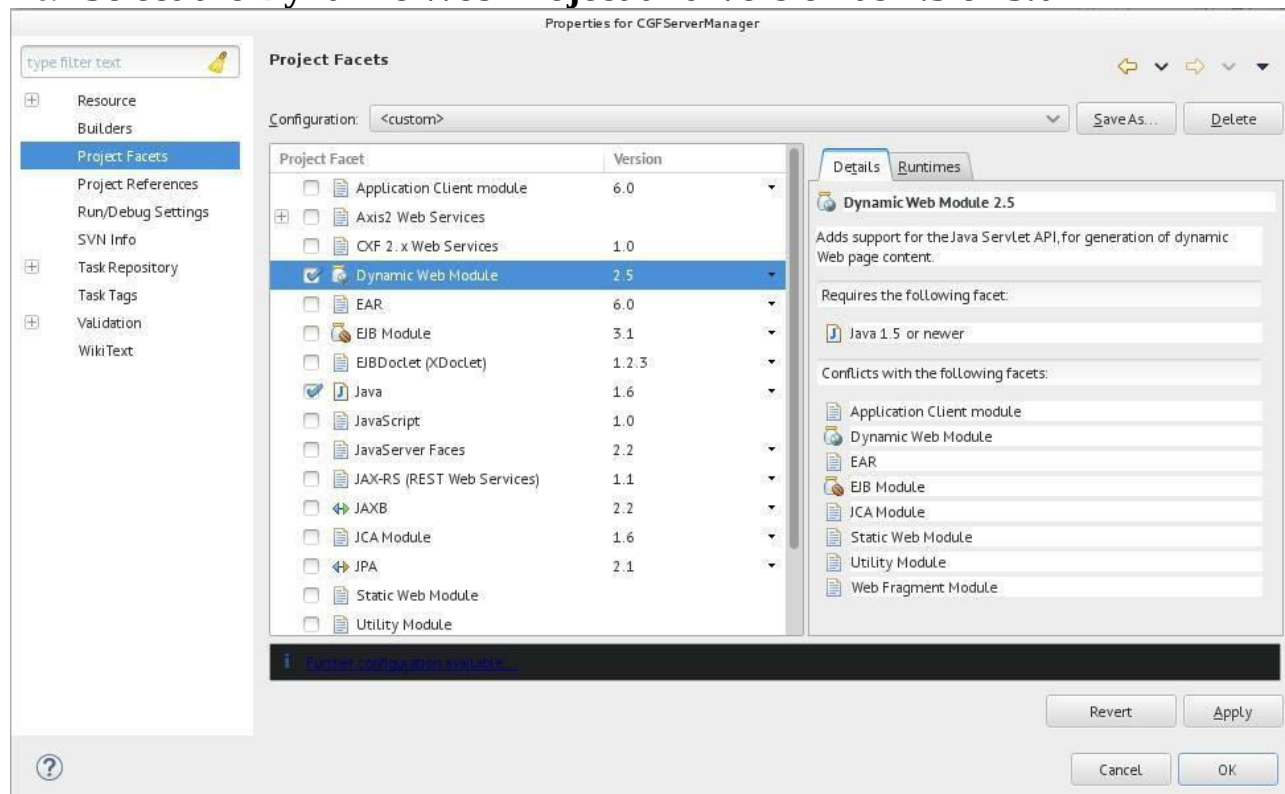 Properties for CGFServerManager
type filter text
Resource
Builders
Project Facets
Project References
Run/Debug Settings
SVN Info
Task Repository
Task Tags
Validation
WikiText
Project Facets
Configuration: <custom>
Save As...
Delete
Project Facet Version
Application Client module 6.0
Axis2 Web Services
CXF 2.x Web Services 1.0
Dynamic Web Module 2.5
EAR 6.0
EJB Module 3.1
EJBDoclet (XDoclet) 1.2.3
Java 1.6
JavaScript 1.0
JavaServer Faces 2.2
JAX-RS (REST Web Services) 1.1
JAXB 2.2
JCA Module 1.6
JPA 2.1
Static Web Module
Utility Module
Details Runtimes
Dynamic Web Module 2.5
Adds support for the Java Servlet API, for generation of dynamic
Web page content.
Requires the following facet:
Java 1.5 or newer
Conflicts with the following facets:
Application Client module
Dynamic Web Module
EAR
EJB Module
JCA Module
Static Web Module
Utility Module
Web Fragment Module
i Further configuration available...
Revert
Apply
Cancel
OK